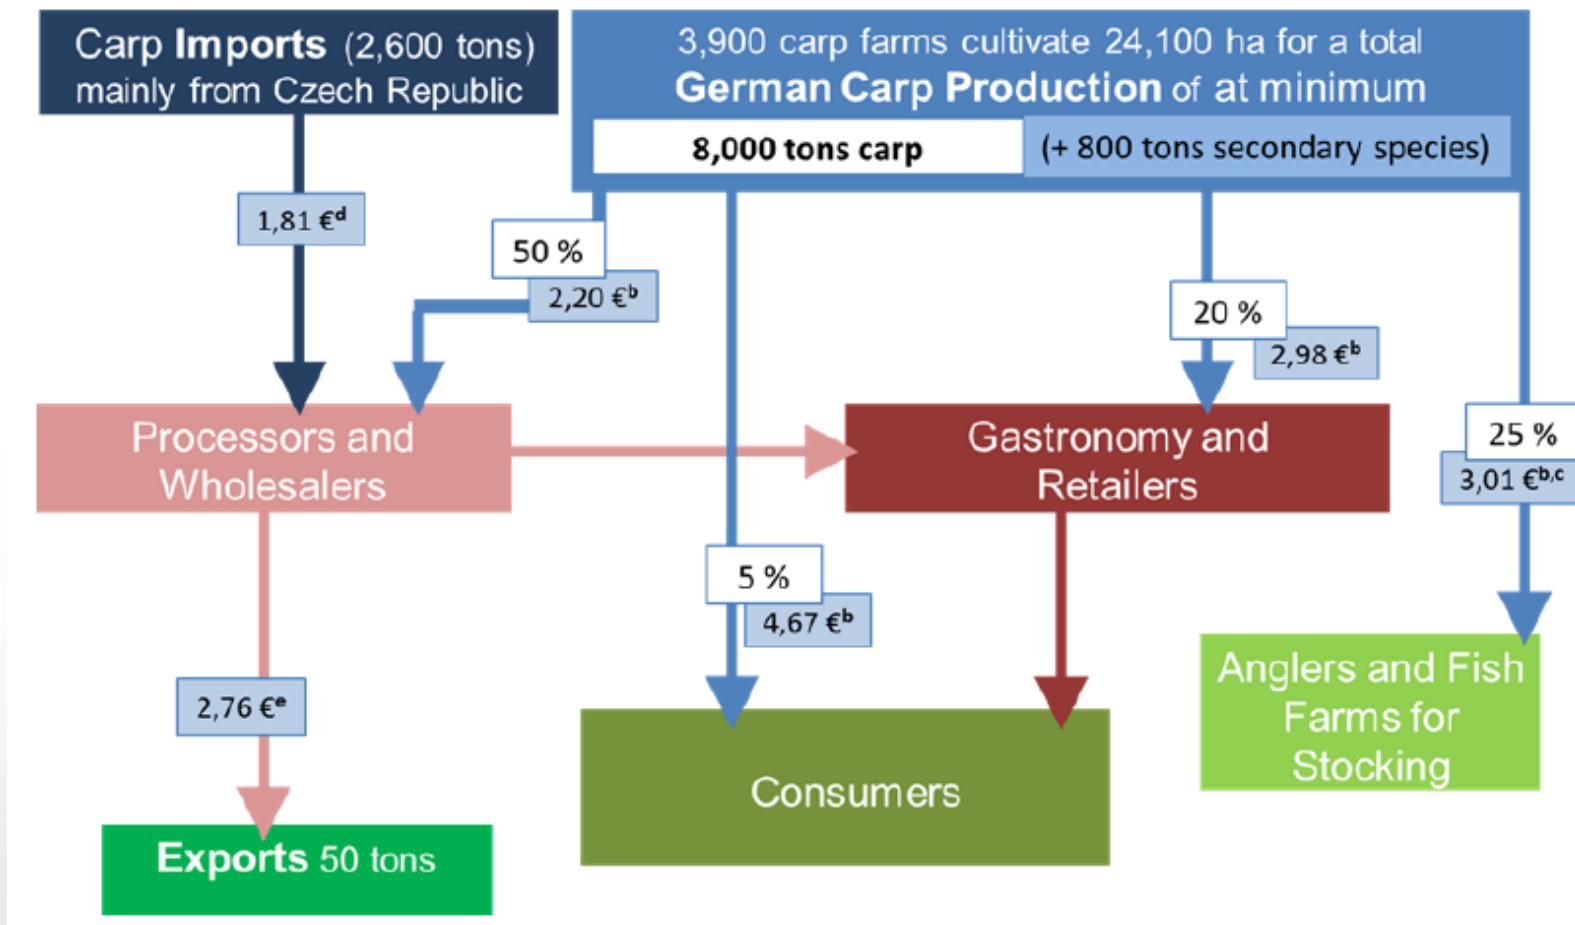 Carp Imports (2,600 tons)
mainly from Czech Republic
3,900 carp farms cultivate 24,100 ha for a total
German Carp Production of at minimum
8,000 tons carp
(+ 800 tons secondary species)
1,81 €ᵈ
50 %
2,20 €ᵇ
20 %
2,98 €ᵇ
25 %
3,01 €ᵇ,ᶜ
Processors and
Wholesalers
Gastronomy and
Retailers
5 %
4,67 €ᵇ
2,76 €ᵉ
Anglers and Fish
Farms for
Stocking
Consumers
Exports 50 tons